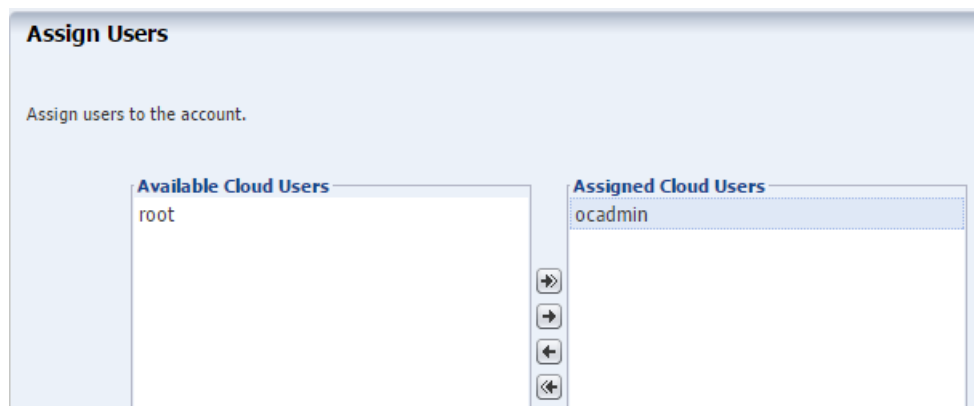 Assign Users
Assign users to the account.
Available Cloud Users
root
Assigned Cloud Users
ocadmin